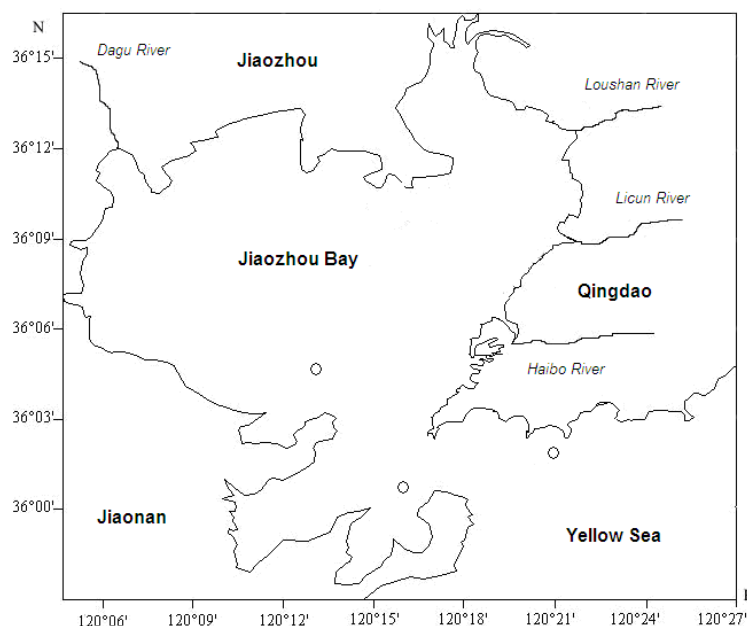 N
Dagu River
36°15'
Jiaozhou
Loushan River
36°12'
Licun River
36°09'
Jiaozhou Bay
Qingdao
36°06'
Haibo River
36°03'
36°00'
Jiaonan
Yellow Sea
120°06' 120°09' 120°12' 120°15' 120°18' 120°21' 120°24' 120°27'